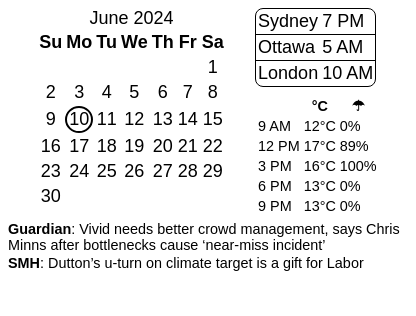 June 2024
Su Mo Tu We Th Fr Sa
1
2 3 4 5 6 7 8
9 10 11 12 13 14 15
16 17 18 19 20 21 22
23 24 25 26 27 28 29
30
Sydney 7 PM
Ottawa 5 AM
London 10 AM
°C ☂
9 AM 12°C 0%
12 PM 17°C 89%
3 PM 16°C 100%
6 PM 13°C 0%
9 PM 13°C 0%
Guardian: Vivid needs better crowd management, says Chris
Minns after bottlenecks cause ‘near-miss incident’
SMH: Dutton’s u-turn on climate target is a gift for Labor